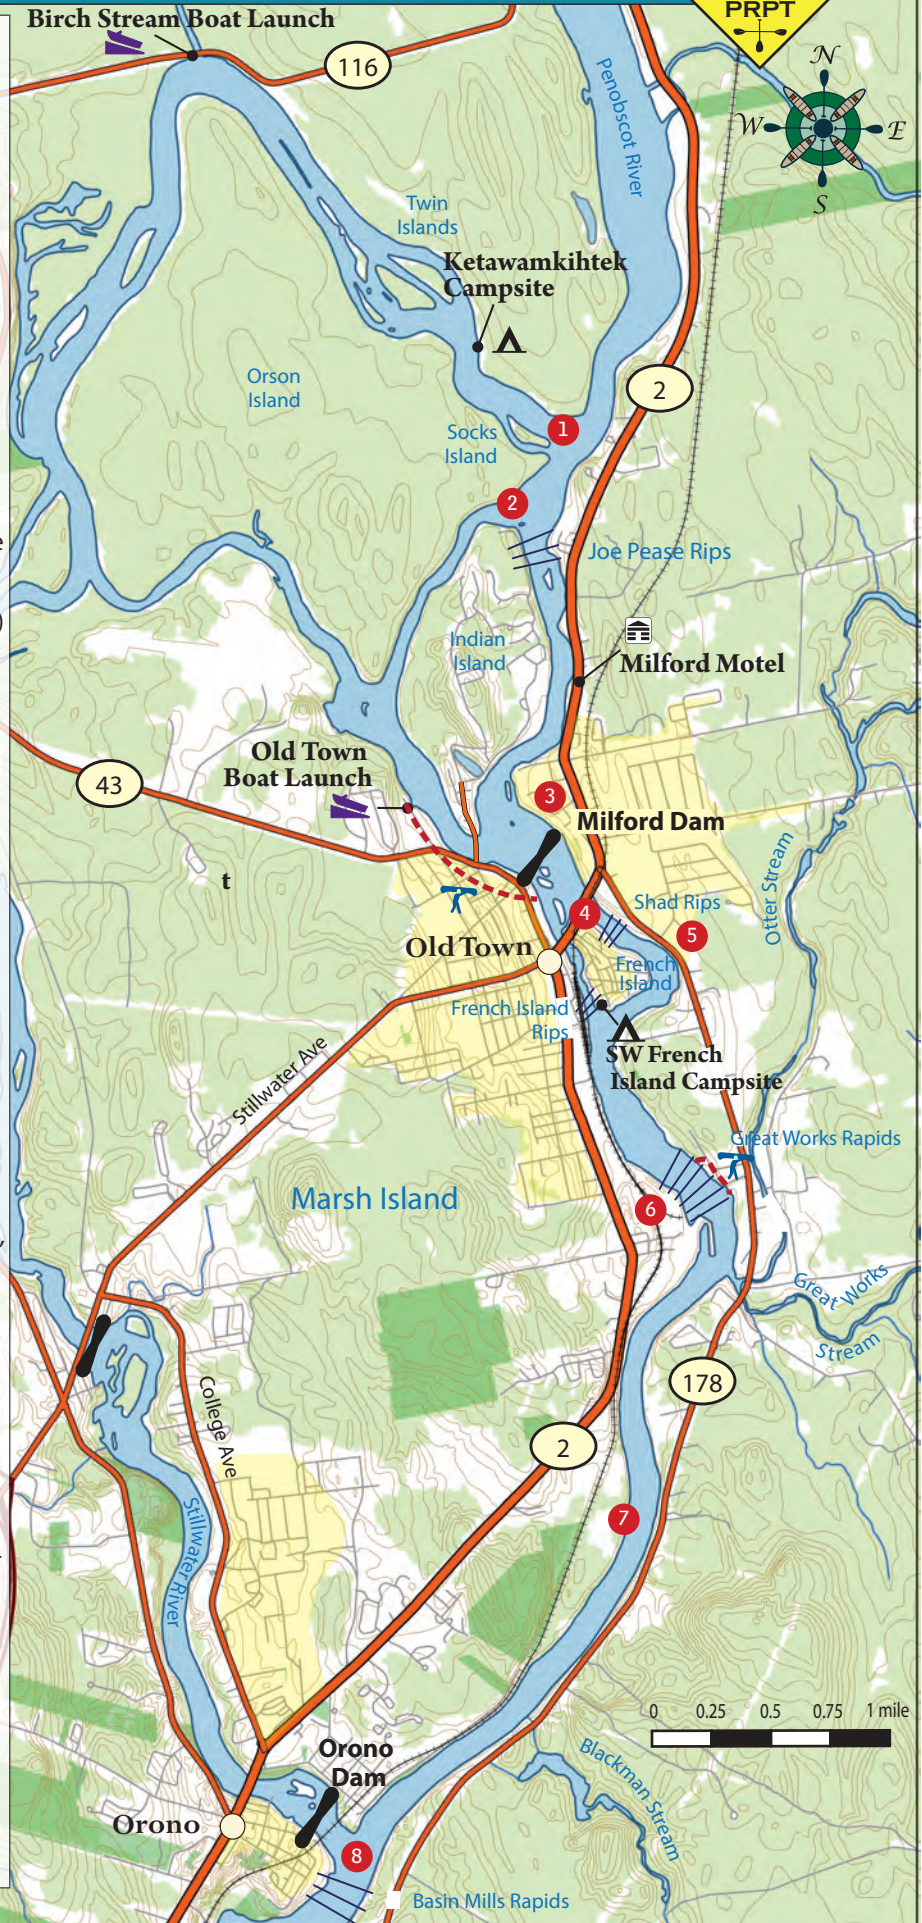 PRPT
Birch Stream Boat Launch
116
N
W
E
S
Penobscot River
Twin
Islands
Ketawamkihtek
Campsite
Orson
Island
2
1
Socks
Island
2
Joe Pease Rips
e
)
Indian
Island
Milford Motel
Old Town
Boat Launch
43
3
Milford Dam
t
Otter Stream
Shad Rips
4
5
Old Town
French
Island
French Island
Rips
SW French
Island Campsite
Stillwater Ave
Great Works Rapids
Marsh Island
6
,
Great Works
Stream
178
College Ave
2
Stillwater River
7
0 0.25 0.5 0.75 1 mile
Blackman Stream
Orono
Dam
Orono
8
Basin Mills Rapids